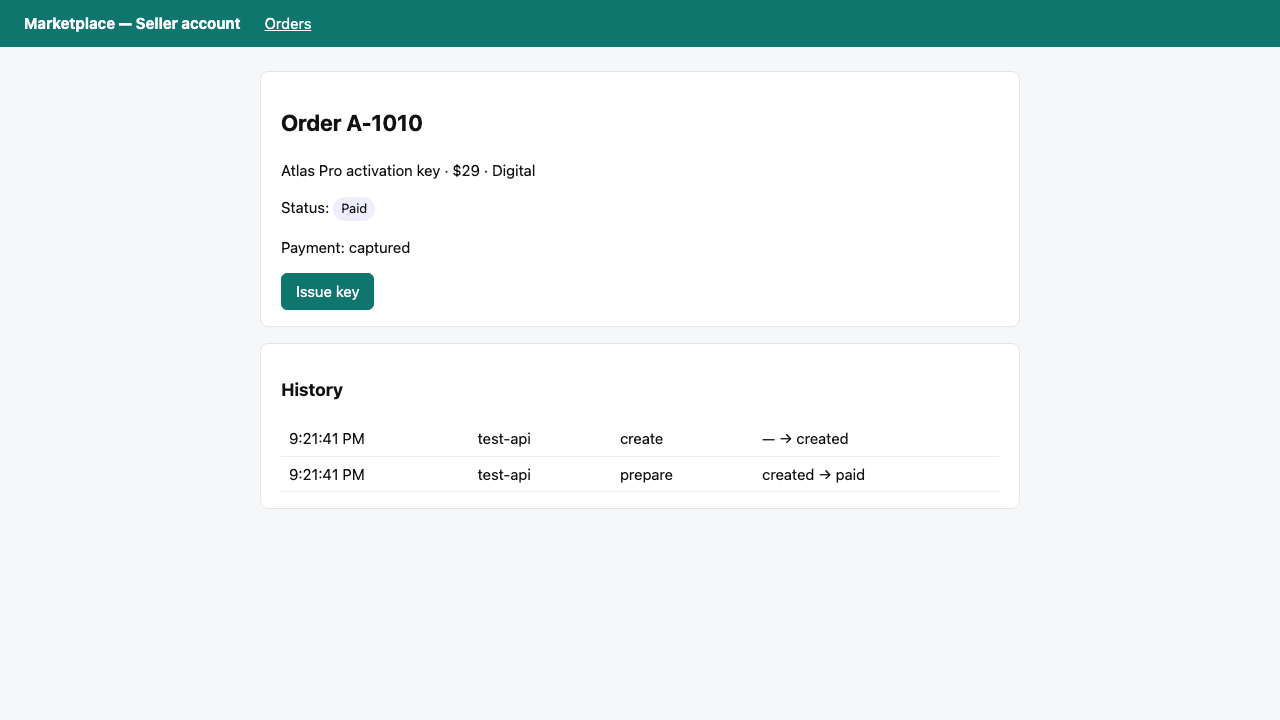 Marketplace — Seller account Orders
Order A-1010
Atlas Pro activation key · $29 · Digital
Status: Paid
Payment: captured
Issue key
History
9:21:41 PM test-api create — → created
9:21:41 PM test-api prepare created → paid